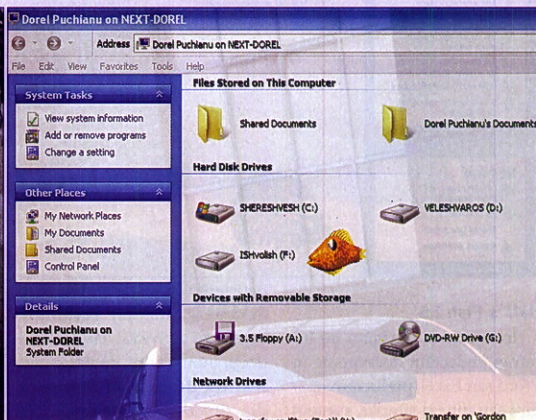 Dorel Puchianu on NEXT-DOREL
Address Dorel Puchianu on NEXT-DOREL
File Edit View Favorites Tools Help
System Tasks
View system information
Add or remove programs
Change a setting
Other Places
My Network Places
My Documents
Shared Documents
Control Panel
Details
Dorel Puchianu on
NEXT-DOREL
System Folder
Files Stored on This Computer
Shared Documents
Dorel Puchianu's Documents
Hard Disk Drives
SHERESHVESH (C:)
VELESHVAROS (D:)
ISHvolish (F:)
Devices with Removable Storage
3.5 Floppy (A:)
DVD-RW Drive (G:)
Network Drives
Transfer on 'Gordon